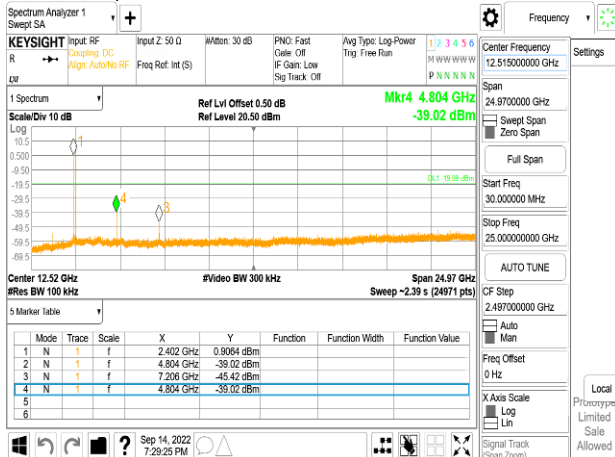 Spectrum Analyzer 1
Swept SA
+
Frequency
KEYSIGHT
Input: RF
Coupling: DC
Align: Auto/No RF
Input Z: 50 Ω
Freq Ref: Int (S)
#Atten: 30 dB
PNO: Fast
Gate: Off
IF Gain: Low
Sig Track: Off
Avg Type: Log-Power
Trig: Free Run
1 2 3 4 5 6
M W W W W W
P N N N N N
R
1 Spectrum
Scale/Div 10 dB
Ref Lvl Offset 0.50 dB
Ref Level 20.50 dBm
Mkr4 4.804 GHz
-39.02 dBm
Log
10.5
0.500
-9.50
-19.5
-29.5
-39.5
-49.5
-59.5
-69.5
1
4
3
DL1 -19.59 dBm
Center 12.52 GHz
#Video BW 300 kHz
Span 24.97 GHz
#Res BW 100 kHz
Sweep ~2.39 s (24971 pts)
5 Marker Table
Mode Trace Scale X Y Function Function Width Function Value
1 N 1 f 2.402 GHz 0.9064 dBm
2 N 1 f 4.804 GHz -39.02 dBm
3 N 1 f 7.206 GHz -45.42 dBm
4 N 1 f 4.804 GHz -39.02 dBm
5
6
Sep 14, 2022
7:29:25 PM
?
Center Frequency
12.515000000 GHz
Settings
Span
24.9700000 GHz
Swept Span
Zero Span
Full Span
Start Freq
30.000000 MHz
Stop Freq
25.000000000 GHz
AUTO TUNE
CF Step
2.497000000 GHz
Auto
Man
Freq Offset
0 Hz
X Axis Scale
Log
Lin
Local
Prototype
Limited
Sale
Allowed
Signal Track
(Span Zoom)